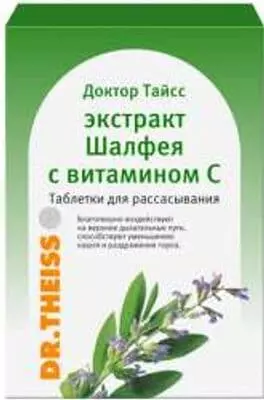 Доктор Тайсс
экстракт
Шалфея
с витамином С
Таблетки для рассасывания
Благотворно воздействует
на верхние дыхательные пути,
способствует уменьшению
кашля и раздражения горла.
DR.THEISS